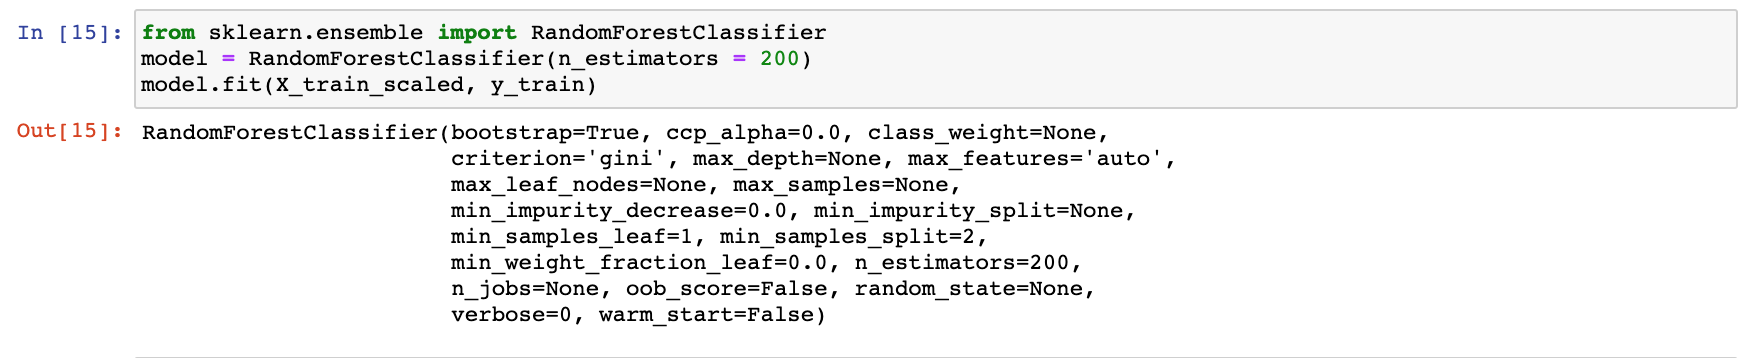 In [15]: from sklearn.ensemble import RandomForestClassifier
model = RandomForestClassifier(n_estimators = 200)
model.fit(X_train_scaled, y_train)
Out[15]: RandomForestClassifier(bootstrap=True, ccp_alpha=0.0, class_weight=None,
criterion='gini', max_depth=None, max_features='auto',
max_leaf_nodes=None, max_samples=None,
min_impurity_decrease=0.0, min_impurity_split=None,
min_samples_leaf=1, min_samples_split=2,
min_weight_fraction_leaf=0.0, n_estimators=200,
n_jobs=None, oob_score=False, random_state=None,
verbose=0, warm_start=False)